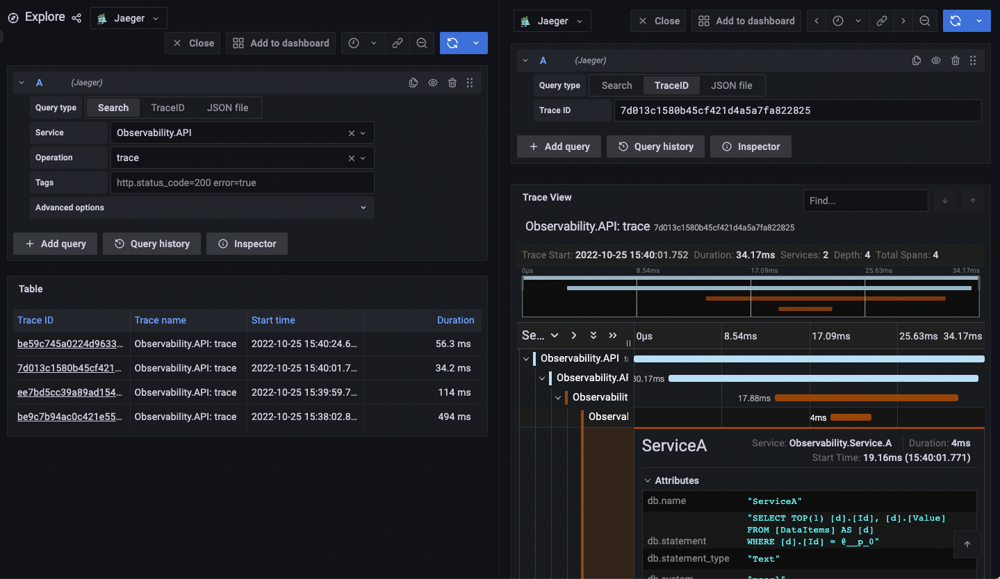 Explore
Jaeger
Close
Add to dashboard
A
(Jaeger)
Query type
Search
TraceID
JSON file
Service
Observability.API
Operation
trace
Tags
http.status_code=200 error=true
Advanced options
Add query
Query history
Inspector
Table
Trace ID Trace name Start time Duration
be59c745a0224d9633... Observability.API: trace 2022-10-25 15:40:24.6... 56.3 ms
7d013c1580b45cf421... Observability.API: trace 2022-10-25 15:40:01.7... 34.2 ms
ee7bd5cc39a89ad154... Observability.API: trace 2022-10-25 15:39:59.7... 114 ms
be9c7b94ac0c421e55... Observability.API: trace 2022-10-25 15:38:02.8... 494 ms
Jaeger
Close
Add to dashboard
A
(Jaeger)
Query type
Search
TraceID
JSON file
Trace ID
7d013c1580b45cf421d4a5a7fa822825
Add query
Query history
Inspector
Trace View
Find...
Observability.API: trace 7d013c1580b45cf421d4a5a7fa822825
Trace Start: 2022-10-25 15:40:01.752 Duration: 34.17ms Services: 2 Depth: 4 Total Spans: 4
0μs 8.54ms 17.09ms 25.63ms 34.17ms
Se... 0μs 8.54ms 17.09ms 25.63ms 34.17ms
Observability.API
Observability.AP 30.17ms
Observabilit 17.88ms
Observal 4ms
ServiceA
Service: Observability.Service.A Duration: 4ms
Start Time: 19.16ms (15:40:01.771)
Attributes
db.name "ServiceA"
"SELECT TOP(1) [d].[Id], [d].[Value]
FROM [DataItems] AS [d]
db.statement WHERE [d].[Id] = @__p_0"
db.statement_type "Text"